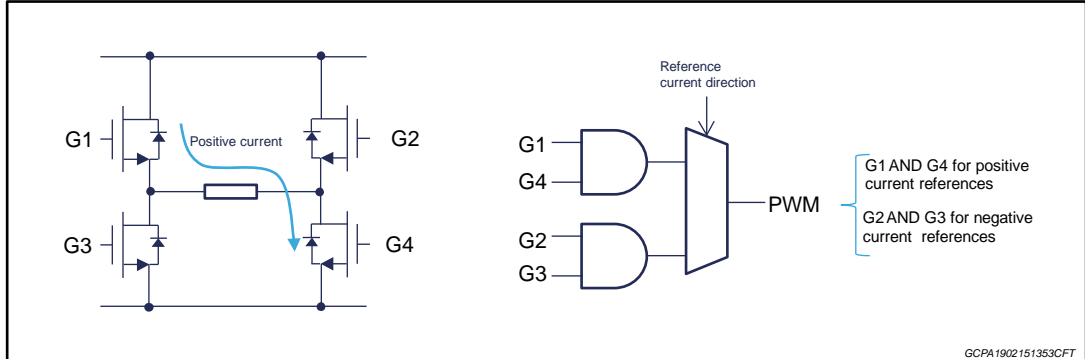 G1
Positive current
G2
G3
G4
Reference
current direction
G1
G4
G2
G3
PWM
G1 AND G4 for positive
current references
G2 AND G3 for negative
current references
GCPA1902151353CFT